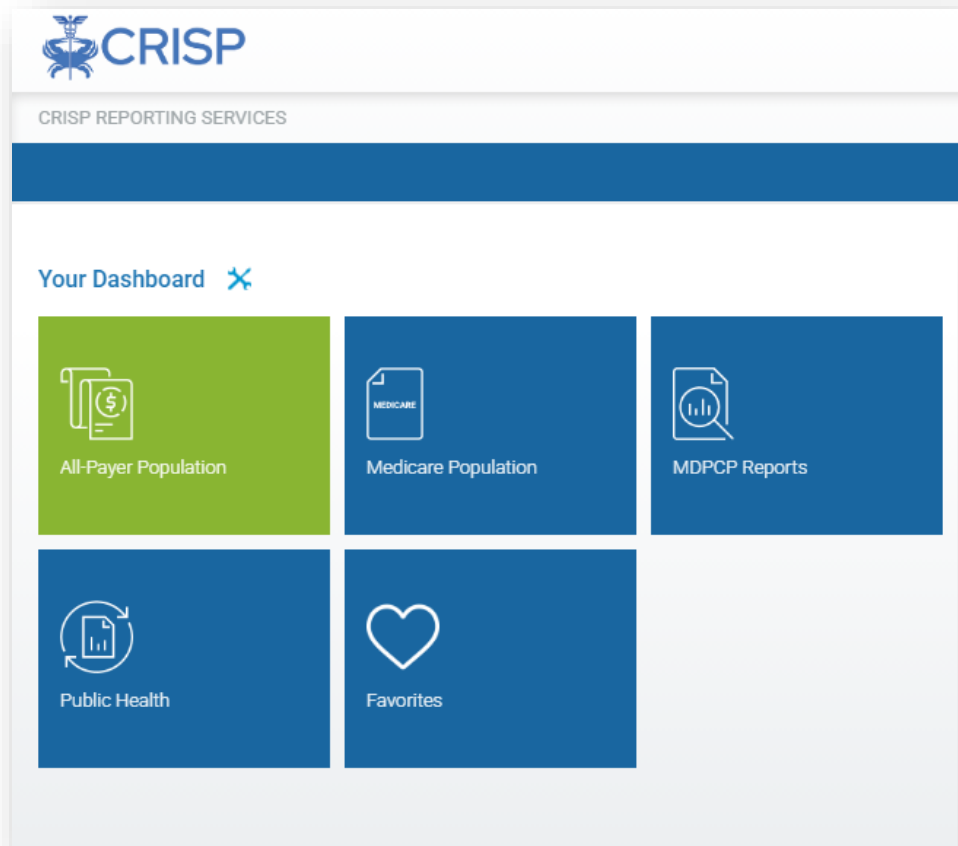 CRISP
CRISP REPORTING SERVICES
Your Dashboard
$
MEDICARE
All-Payer Population
Medicare Population
MDPCP Reports
Public Health
Favorites